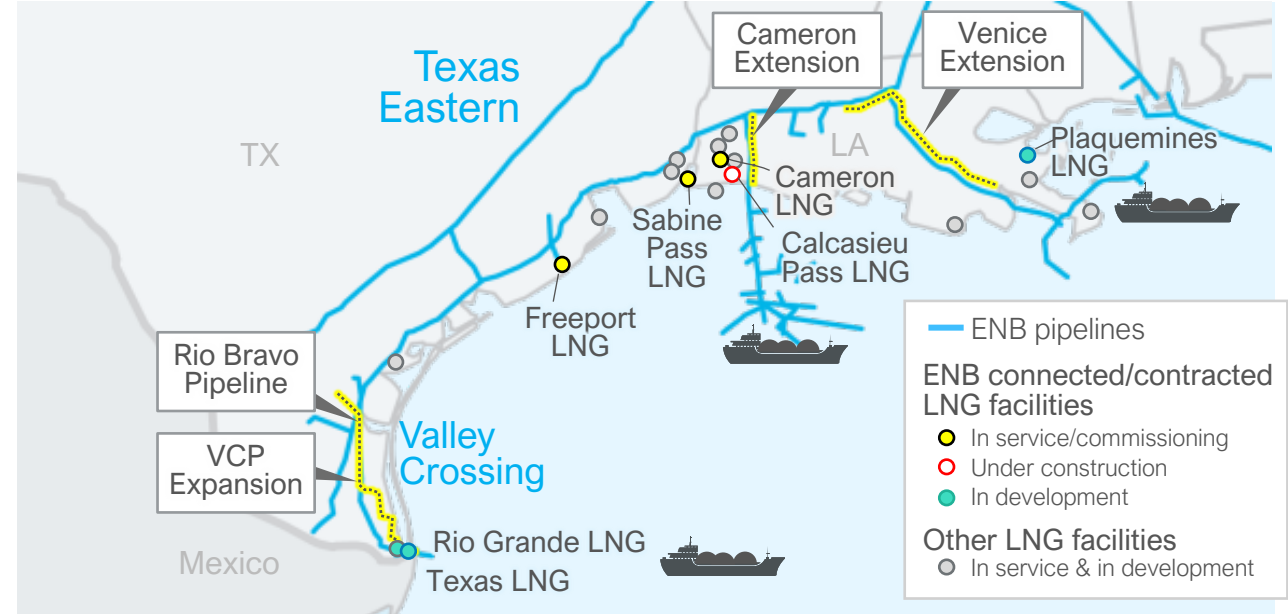 Texas
Eastern
TX
Cameron
Extension
Venice
Extension
LA
Plaquemines
LNG
Cameron
LNG
Sabine
Pass
LNG
Calcasieu
Pass LNG
Freeport
LNG
Rio Bravo
Pipeline
VCP
Expansion
Valley
Crossing
Mexico
Rio Grande LNG
Texas LNG
ENB pipelines
ENB connected/contracted
LNG facilities
In service/commissioning
Under construction
In development
Other LNG facilities
In service & in development